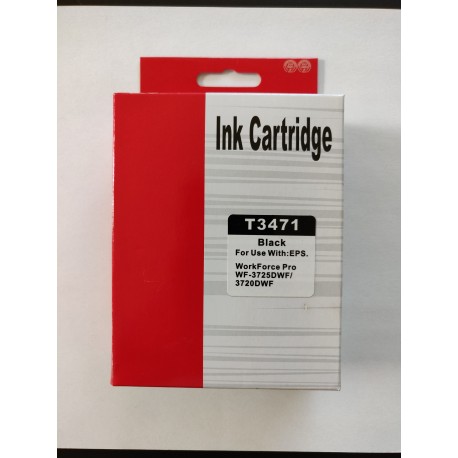 Ink Cartridge
T3471
Black
For Use With:EPS.
WorkForce Pro
WF-3725DWF/
3720DWF